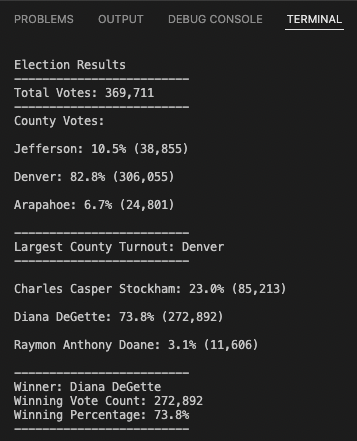 PROBLEMS OUTPUT DEBUG CONSOLE TERMINAL
Election Results
-------------------------
Total Votes: 369,711
-------------------------
County Votes:
Jefferson: 10.5% (38,855)
Denver: 82.8% (306,055)
Arapahoe: 6.7% (24,801)
-------------------------
Largest County Turnout: Denver
-------------------------
Charles Casper Stockham: 23.0% (85,213)
Diana DeGette: 73.8% (272,892)
Raymon Anthony Doane: 3.1% (11,606)
-------------------------
Winner: Diana DeGette
Winning Vote Count: 272,892
Winning Percentage: 73.8%
-------------------------